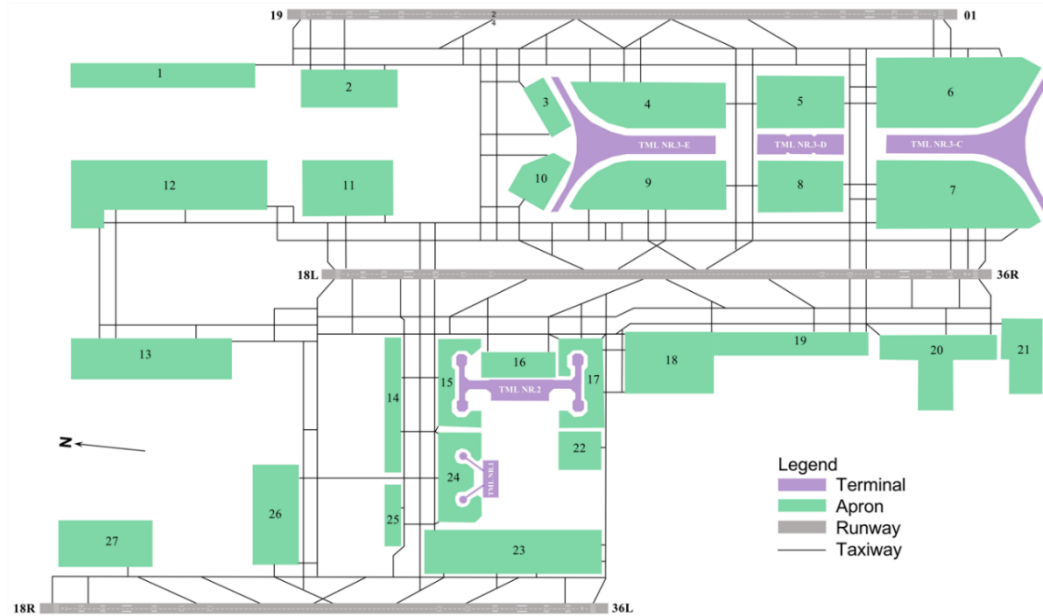 19
01
1
2
3
4
5
6
TML NR.3-E
TML NR.3-D
TML NR.3-C
12
11
10
9
8
7
18L
36R
13
14
15
16
17
18
19
20
21
TML NR.2
N
22
24
TML NR.1
25
26
27
23
18R
36L
Legend
Terminal
Apron
Runway
Taxiway